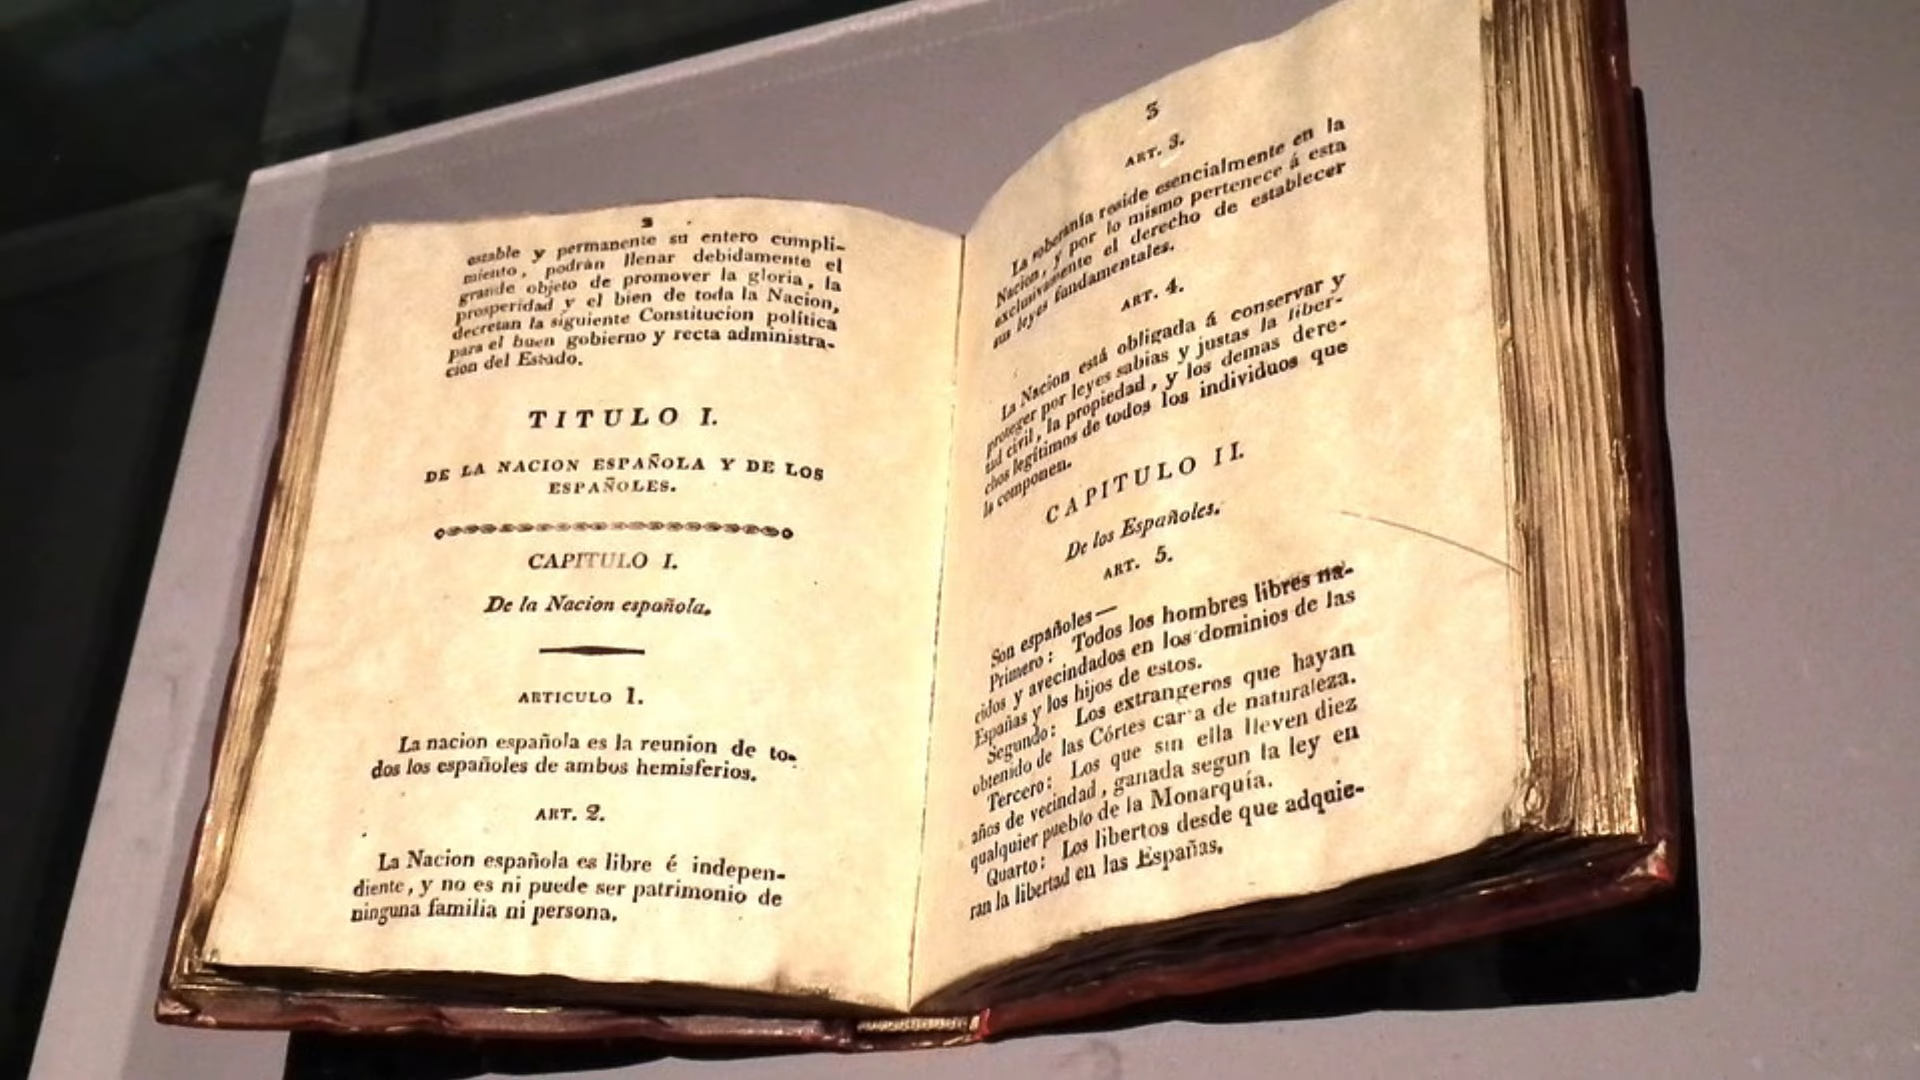 2
estable y permanente su entero cumpli-
miento, podrán llenar debidamente el
grande objeto de promover la gloria, la
prosperidad y el bien de toda la Nacion,
decretan la siguiente Constitucion política
para el buen gobierno y recta administra-
cion del Estado.
TITULO I.
DE LA NACION ESPAÑOLA Y DE LOS
ESPAÑOLES.
CAPITULO I.
De la Nacion española.
ARTICULO 1.
La nacion española es la reunion de to-
dos los españoles de ambos hemisferios.
ART. 2.
La Nacion española es libre é indepen-
diente, y no es ni puede ser patrimonio de
ninguna familia ni persona.
3
ART. 3.
La soberanía reside esencialmente en la
Nacion, y por lo mismo pertenece á esta
exclusivamente el derecho de establecer
sus leyes fundamentales.
ART. 4.
La Nacion está obligada á conservar y
proteger por leyes sabias y justas la liber-
tad civil, la propiedad, y los demas dere-
chos legítimos de todos los individuos que
la componen.
CAPITULO II.
De los Españoles.
ART. 5.
Son españoles—
Primero: Todos los hombres libres na-
cidos y avecindados en los dominios de las
Españas y los hijos de estos.
Segundo: Los extrangeros que hayan
obtenido de las Córtes carta de naturaleza.
Tercero: Los que sin ella lleven diez
años de vecindad, ganada segun la ley en
qualquier pueblo de la Monarquía.
Quarto: Los libertos desde que adquie-
ran la libertad en las Españas.